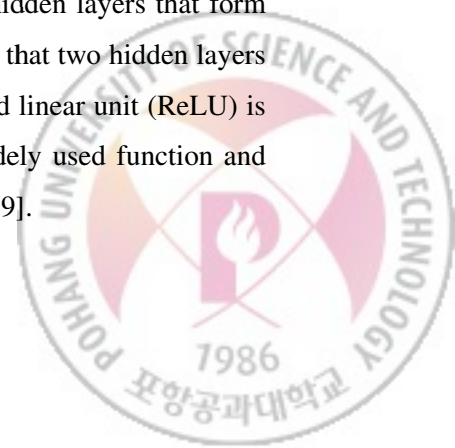 hidden layers that form
that two hidden layers
d linear unit (ReLU) is
dely used function and
9].
POHANG UNIVERSITY OF SCIENCE AND TECHNOLOGY
1986
포항공과대학교